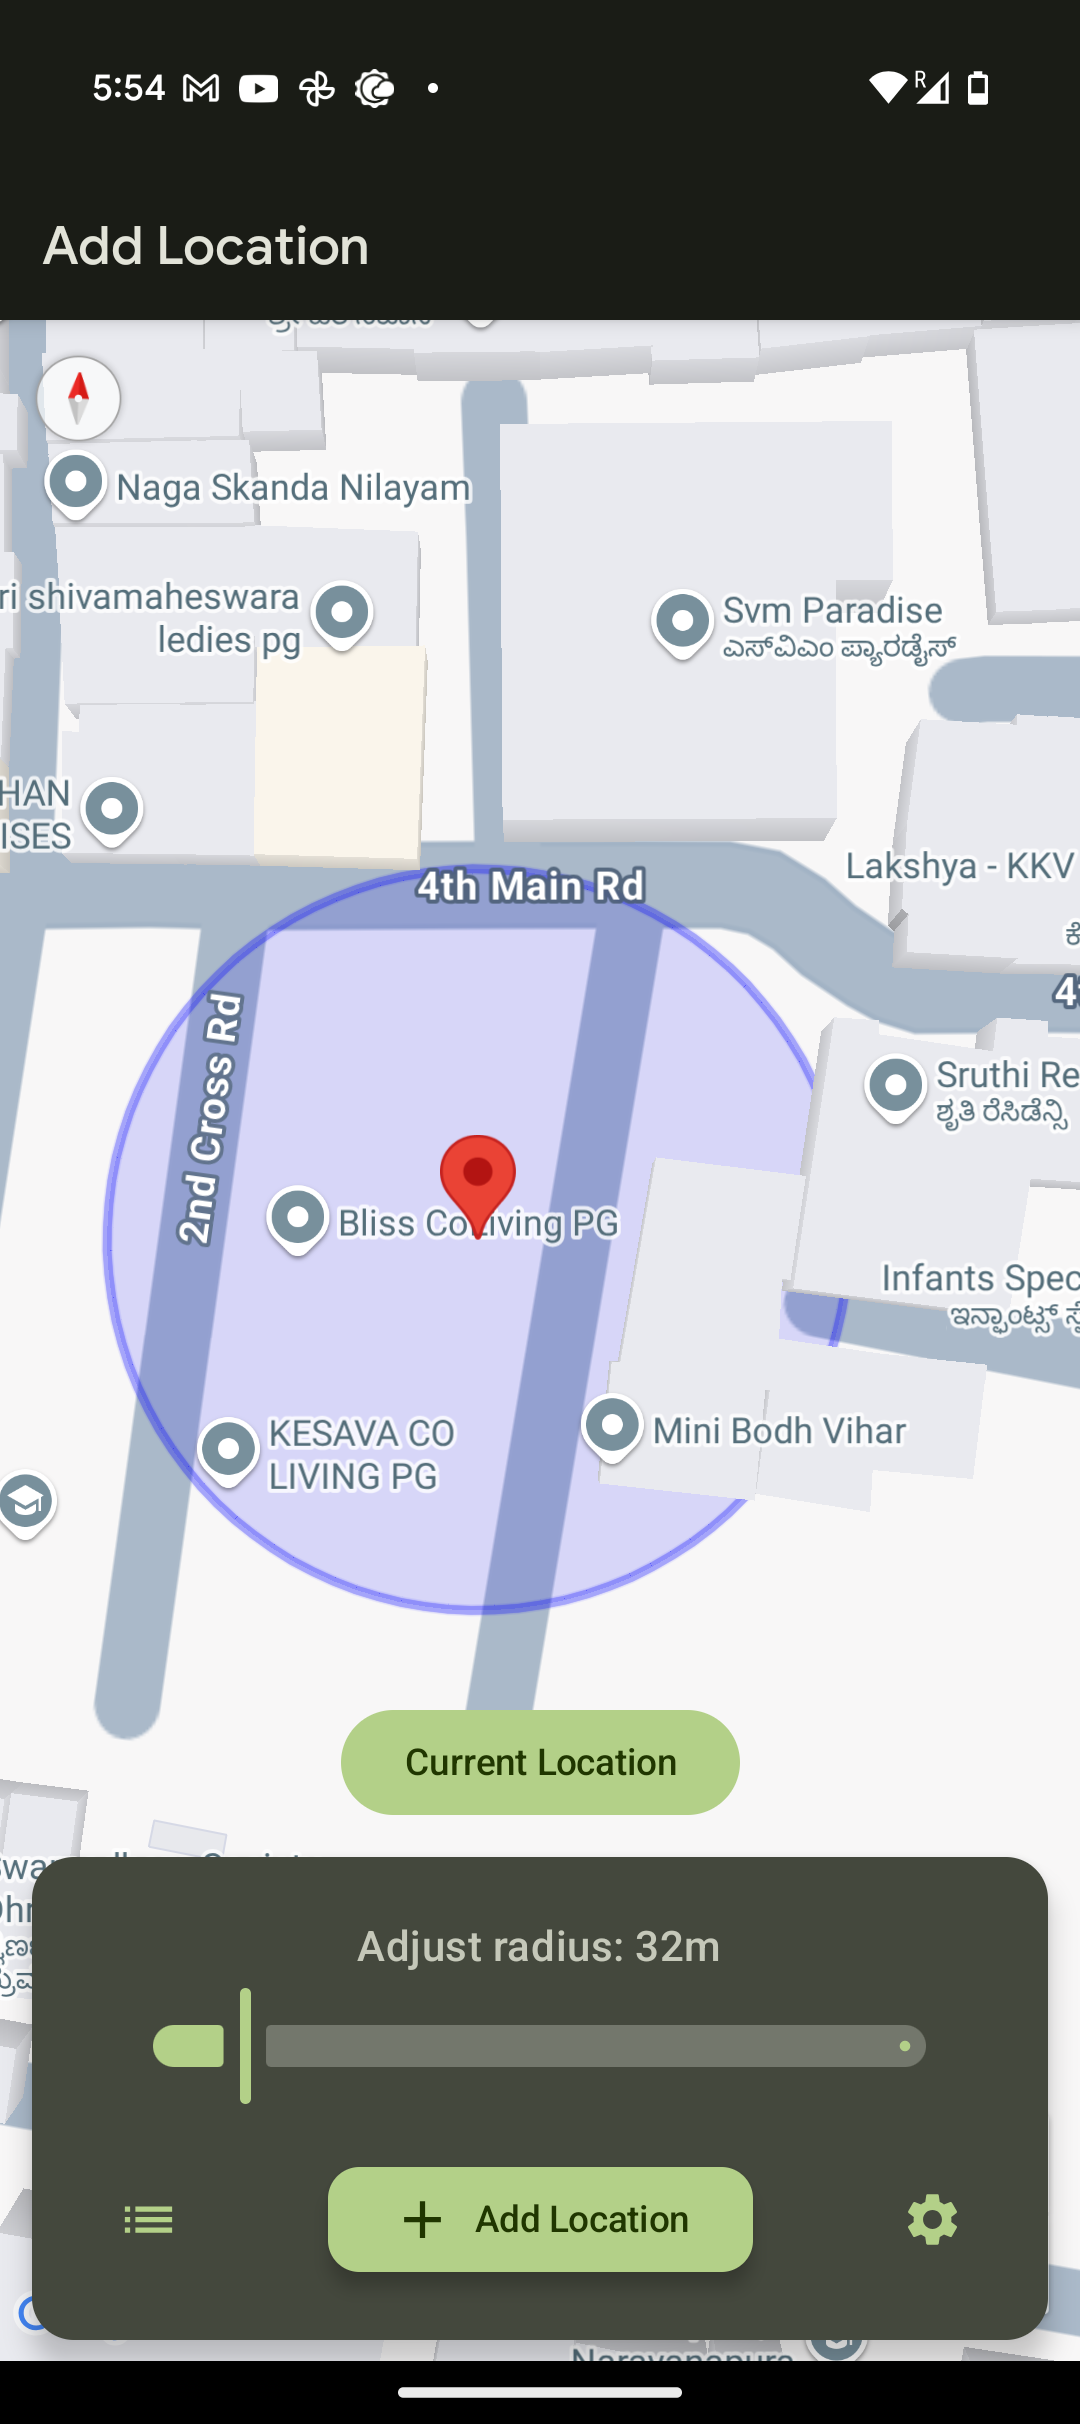 5:54
R
Add Location
Naga Skanda Nilayam
ri shivamaheswara
ledies pg
Svm Paradise
ಎಸ್‌ವಿಎಂ ಪ್ಯಾರಡೈಸ್
HAN
ISES
4th Main Rd
Lakshya - KKV
2nd Cross Rd
Sruthi Re
ಶೃತಿ ರೆಸಿಡೆನ್ಸಿ
Bliss CoLiving PG
Infants Spec
ಇನ್ಫಾಂಟ್ಸ್
KESAVA CO
LIVING PG
Mini Bodh Vihar
Current Location
Adjust radius: 32m
Add Location